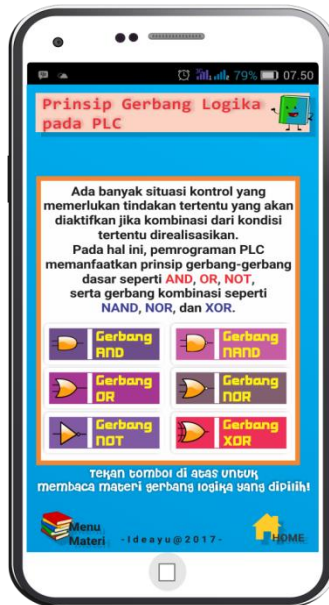 79% 07.50
Prinsip Gerbang Logika
pada PLC
Ada banyak situasi kontrol yang
memerlukan tindakan tertentu yang akan
diaktifkan jika kombinasi dari kondisi
tertentu direalisasikan.
Pada hal ini, pemrograman PLC
memanfaatkan prinsip gerbang-gerbang
dasar seperti AND, OR, NOT,
serta gerbang kombinasi seperti
NAND, NOR, dan XOR.
Gerbang
AND
Gerbang
NAND
Gerbang
OR
Gerbang
NOR
Gerbang
NOT
Gerbang
XOR
Tekan tombol di atas untuk
membaca materi gerbang logika yang dipilih!
Menu
Materi
-Ideayu@2017-
HOME